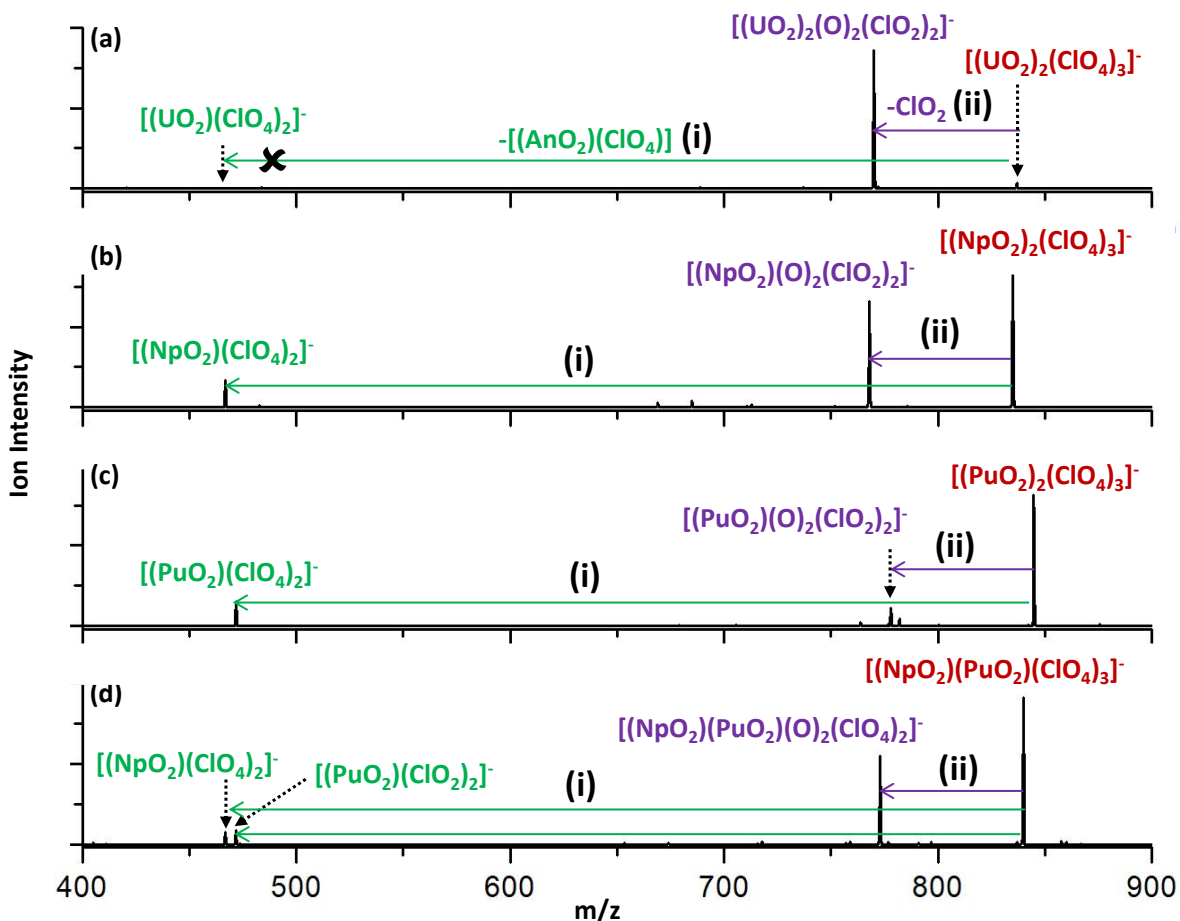 (a)
[(UO₂)₂(O)₂(ClO₂)₂]⁻
[(UO₂)₂(ClO₄)₃]⁻
[(UO₂)(ClO₄)₂]⁻
-ClO₂ (ii)
-[(AnO₂)(ClO₄)] (i)
(b)
[(NpO₂)₂(ClO₄)₃]⁻
[(NpO₂)(O)₂(ClO₂)₂]⁻
[(NpO₂)(ClO₄)₂]⁻
(i)
(ii)
(c)
[(PuO₂)₂(ClO₄)₃]⁻
[(PuO₂)(O)₂(ClO₂)₂]⁻
[(PuO₂)(ClO₄)₂]⁻
(i)
(ii)
(d)
[(NpO₂)(PuO₂)(ClO₄)₃]⁻
[(NpO₂)(PuO₂)(O)₂(ClO₄)₂]⁻
[(NpO₂)(ClO₄)₂]⁻
[(PuO₂)(ClO₂)₂]⁻
(i)
(ii)
Ion Intensity
400 500 600 700 800 900
m/z